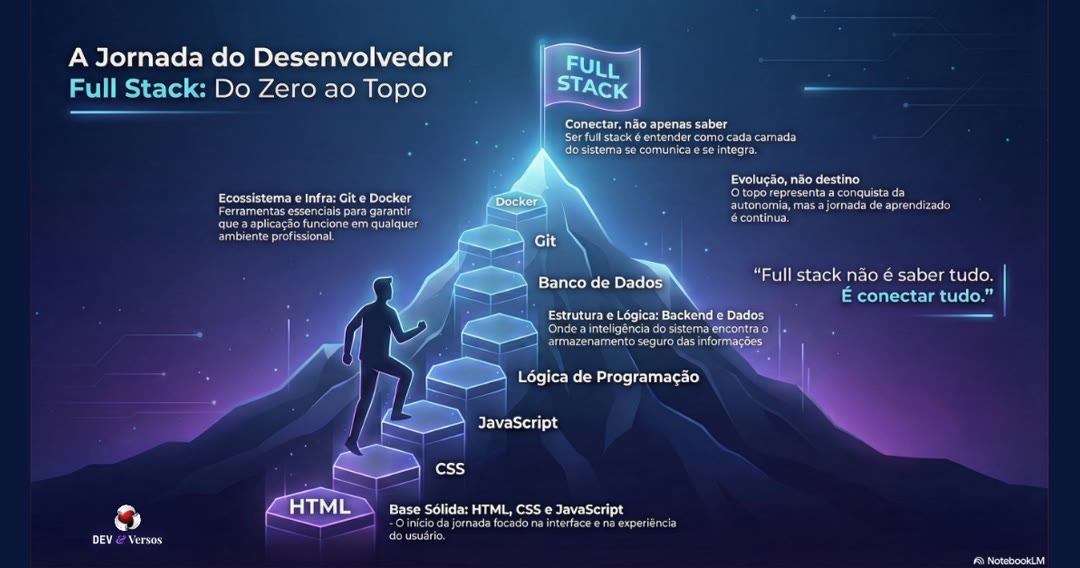 A Jornada do Desenvolvedor
Full Stack: Do Zero ao Topo
FULL
STACK
Conectar, não apenas saber
Ser full stack é entender como cada camada
do sistema se comunica e se integra.
Evolução, não destino
O topo representa a conquista da
autonomia, mas a jornada de aprendizado
é contínua.
Ecossistema e Infra: Git e Docker
Ferramentas essenciais para garantir
que a aplicação funcione em qualquer
ambiente profissional.
Docker
Git
“Full stack não é saber tudo.
É conectar tudo.”
Banco de Dados
Estrutura e Lógica: Backend e Dados
Onde a inteligência do sistema encontra o
armazenamento seguro das informações
Lógica de Programação
JavaScript
CSS
HTML
Base Sólida: HTML, CSS e JavaScript
- O início da jornada focado na interface e na experiência
do usuário.
DEV & Versos
NotebookLM